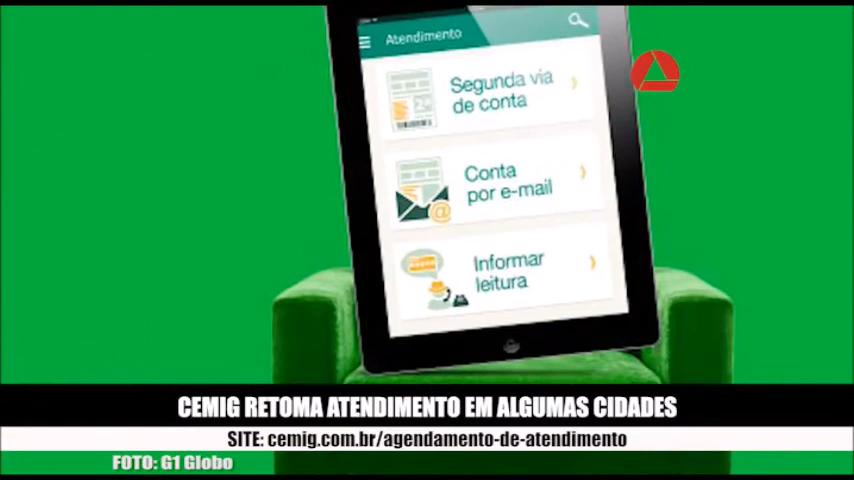 Atendimento
Segunda via
de conta
Conta
por e-mail
Informar
leitura
CEMIG RETOMA ATENDIMENTO EM ALGUMAS CIDADES
SITE: cemig.com.br/agendamento-de-atendimento
FOTO: G1 Globo